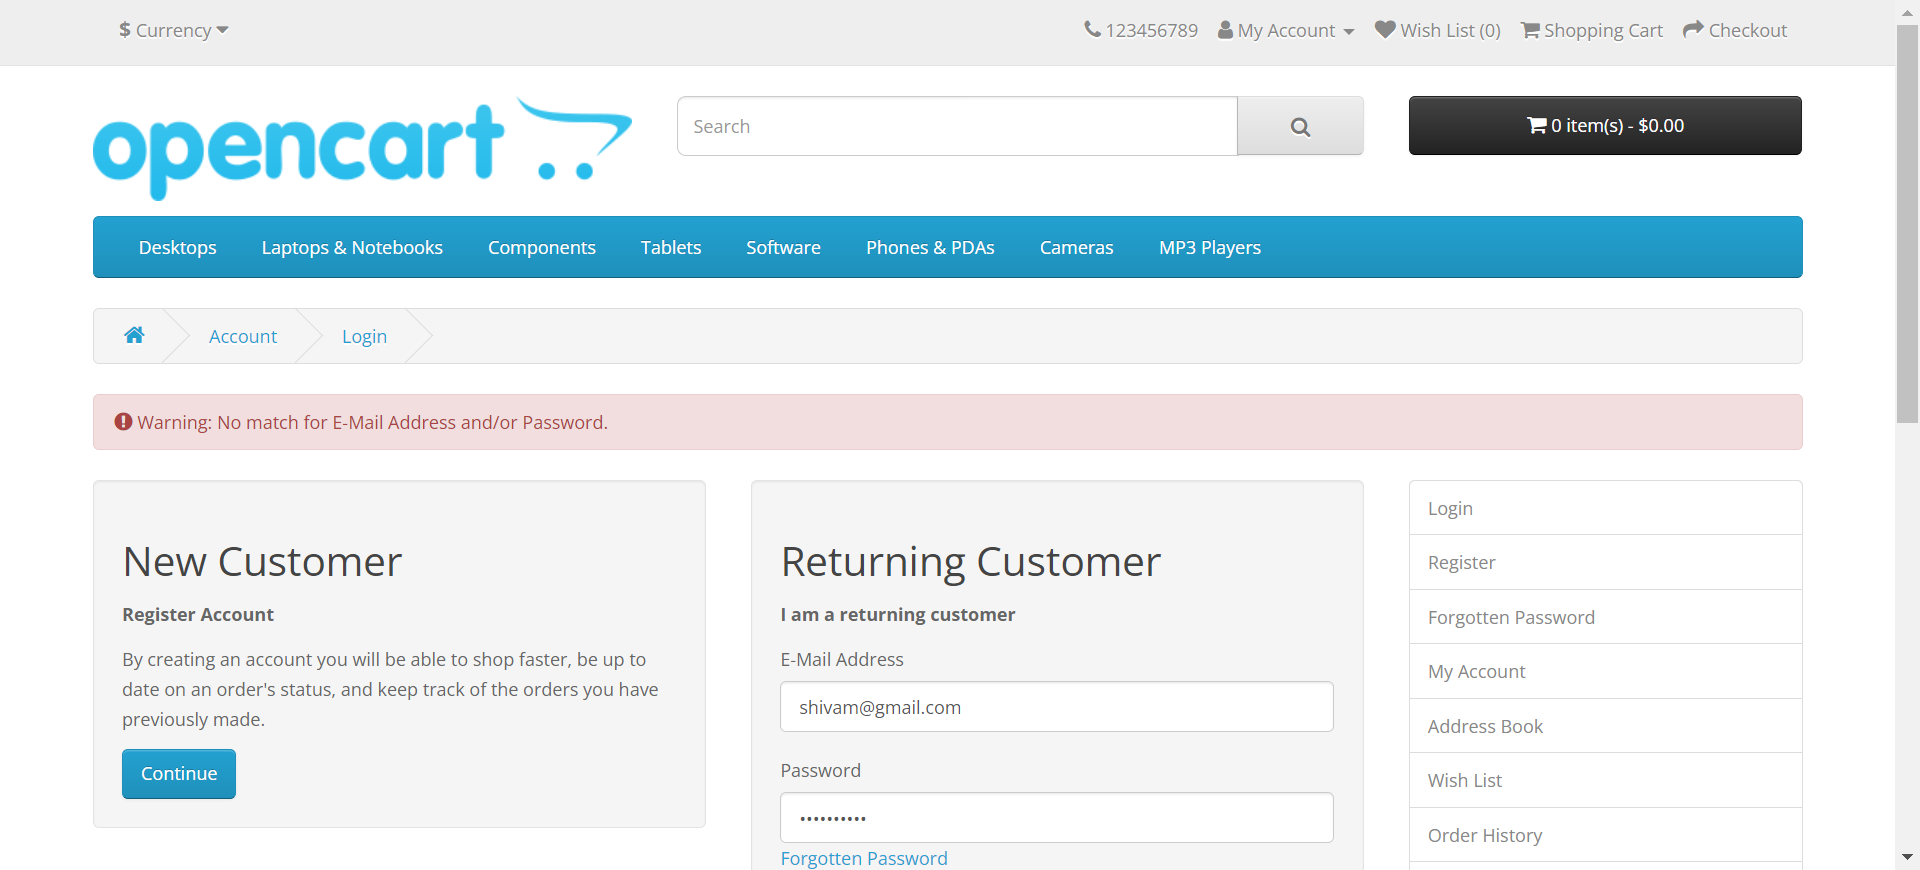 $ Currency
123456789 My Account Wish List (0) Shopping Cart Checkout
opencart
Search
0 item(s) - $0.00
Desktops Laptops & Notebooks Components Tablets Software Phones & PDAs Cameras MP3 Players
Account Login
Warning: No match for E-Mail Address and/or Password.
New Customer
Register Account
By creating an account you will be able to shop faster, be up to
date on an order's status, and keep track of the orders you have
previously made.
Continue
Returning Customer
I am a returning customer
E-Mail Address
shivam@gmail.com
Password
••••••••••
Forgotten Password
Login
Register
Forgotten Password
My Account
Address Book
Wish List
Order History